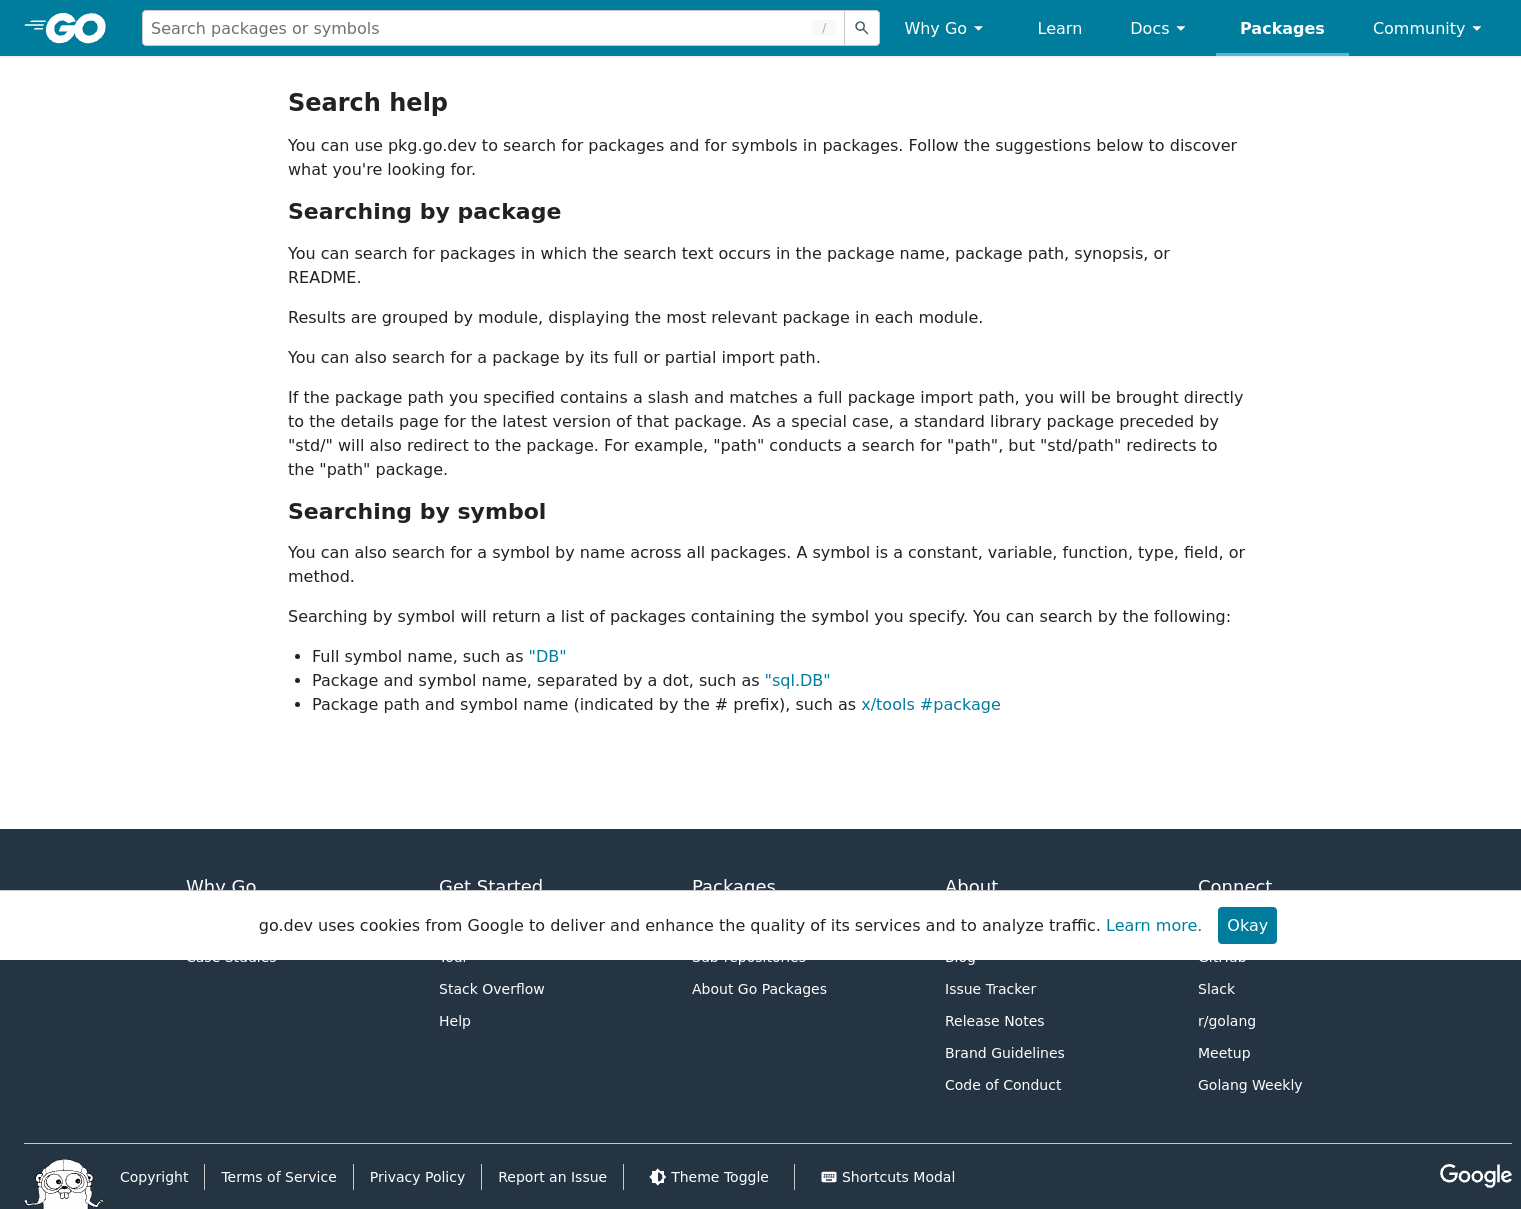 GO
Search packages or symbols
/
Why Go
Learn
Docs
Packages
Community
Search help
You can use pkg.go.dev to search for packages and for symbols in packages. Follow the suggestions below to discover
what you're looking for.
Searching by package
You can search for packages in which the search text occurs in the package name, package path, synopsis, or
README.
Results are grouped by module, displaying the most relevant package in each module.
You can also search for a package by its full or partial import path.
If the package path you specified contains a slash and matches a full package import path, you will be brought directly
to the details page for the latest version of that package. As a special case, a standard library package preceded by
"std/" will also redirect to the package. For example, "path" conducts a search for "path", but "std/path" redirects to
the "path" package.
Searching by symbol
You can also search for a symbol by name across all packages. A symbol is a constant, variable, function, type, field, or
method.
Searching by symbol will return a list of packages containing the symbol you specify. You can search by the following:
• Full symbol name, such as "DB"
• Package and symbol name, separated by a dot, such as "sql.DB"
• Package path and symbol name (indicated by the # prefix), such as x/tools #package
Why Go
Get Started
Packages
About
Connect
go.dev uses cookies from Google to deliver and enhance the quality of its services and to analyze traffic. Learn more.
Okay
Case Studies
Tour
Sub-repositories
Blog
GitHub
Stack Overflow
About Go Packages
Issue Tracker
Slack
Help
Release Notes
r/golang
Brand Guidelines
Meetup
Code of Conduct
Golang Weekly
Copyright
Terms of Service
Privacy Policy
Report an Issue
Theme Toggle
Shortcuts Modal
Google